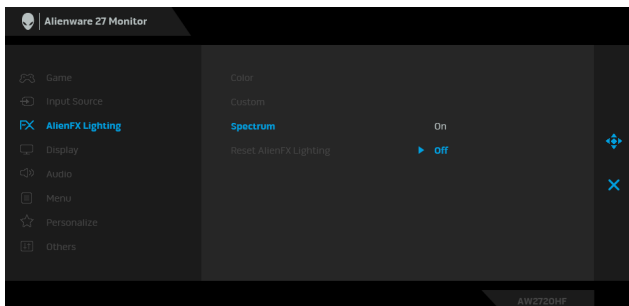 Alienware 27 Monitor
Game
Input Source
FX AlienFX Lighting
Display
Audio
Menu
Personalize
Others
Color
Custom
Spectrum On
Reset AlienFX Lighting Off
AW2720HF